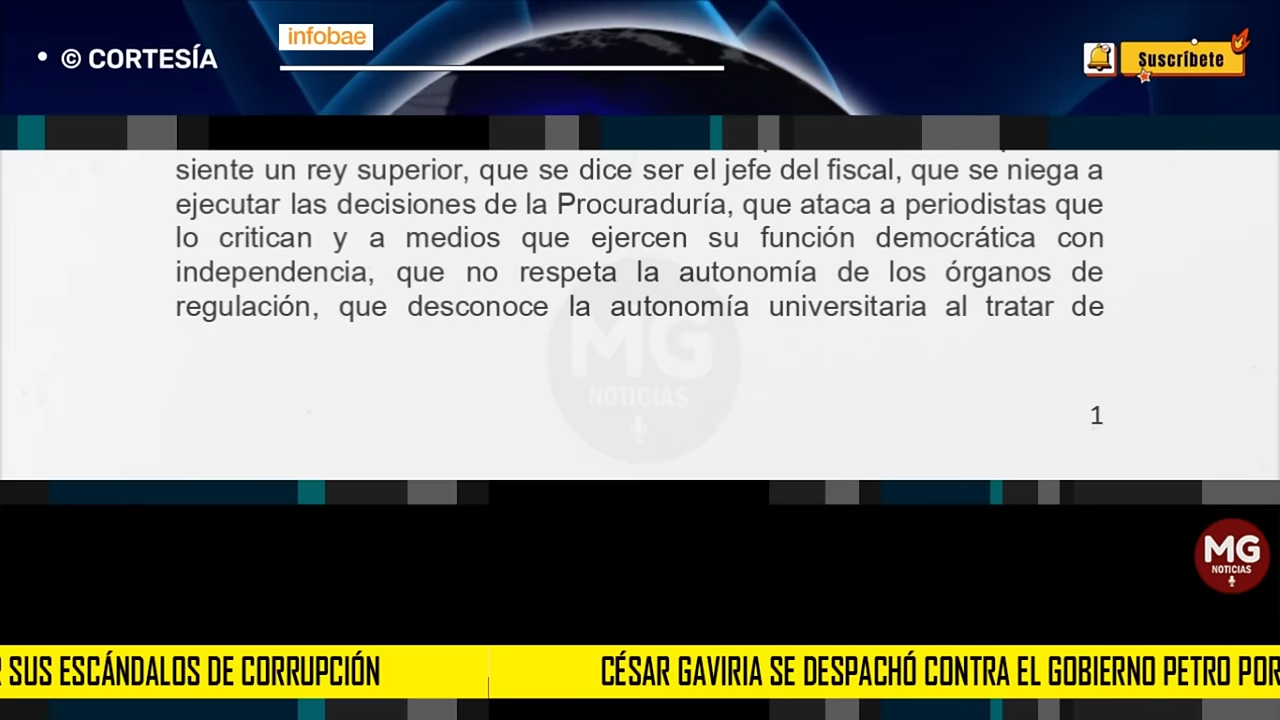 • © CORTESÍA
infobae
Suscríbete
siente un rey superior, que se dice ser el jefe del fiscal, que se niega a
ejecutar las decisiones de la Procuraduría, que ataca a periodistas que
lo critican y a medios que ejercen su función democrática con
independencia, que no respeta la autonomía de los órganos de
regulación, que desconoce la autonomía universitaria al tratar de
MG
NOTICIAS
1
MG
NOTICIAS
SUS ESCÁNDALOS DE CORRUPCIÓN
CÉSAR GAVIRIA SE DESPACHÓ CONTRA EL GOBIERNO PETRO POR